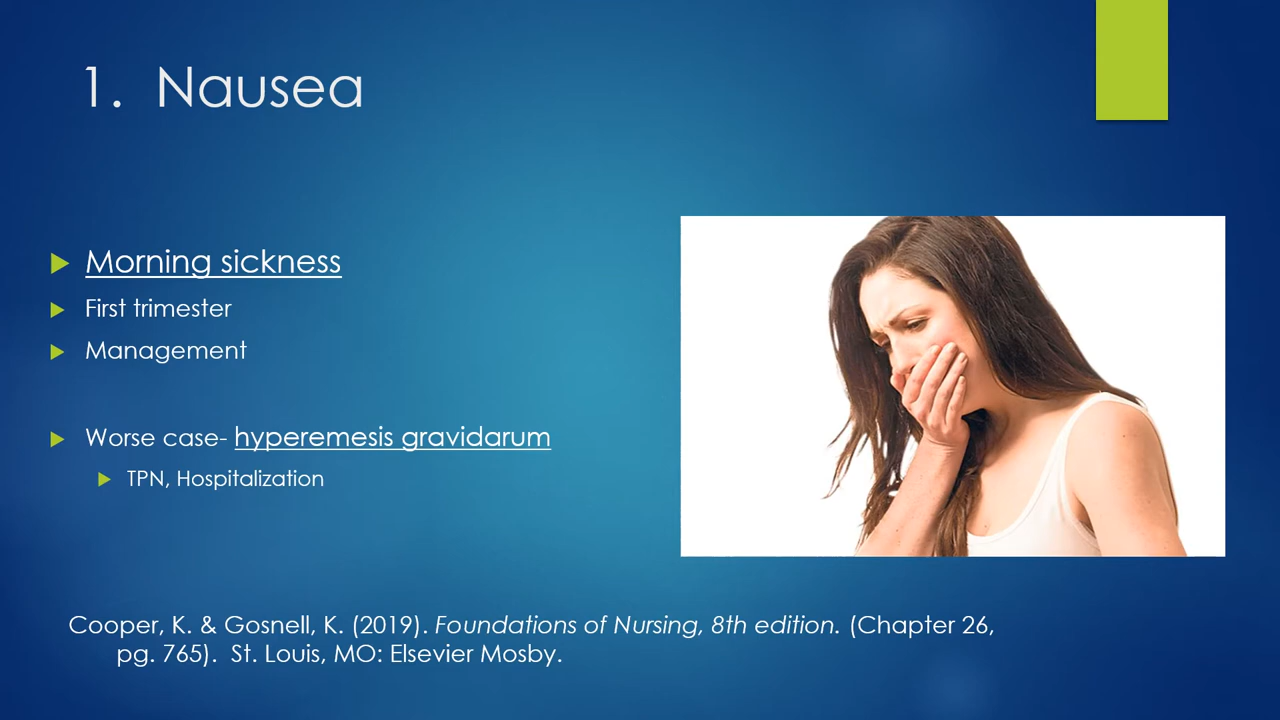 1. Nausea
Morning sickness
First trimester
Management
Worse case- hyperemesis gravidarum
TPN, Hospitalization
Cooper, K. & Gosnell, K. (2019). Foundations of Nursing, 8th edition. (Chapter 26,
pg. 765). St. Louis, MO: Elsevier Mosby.